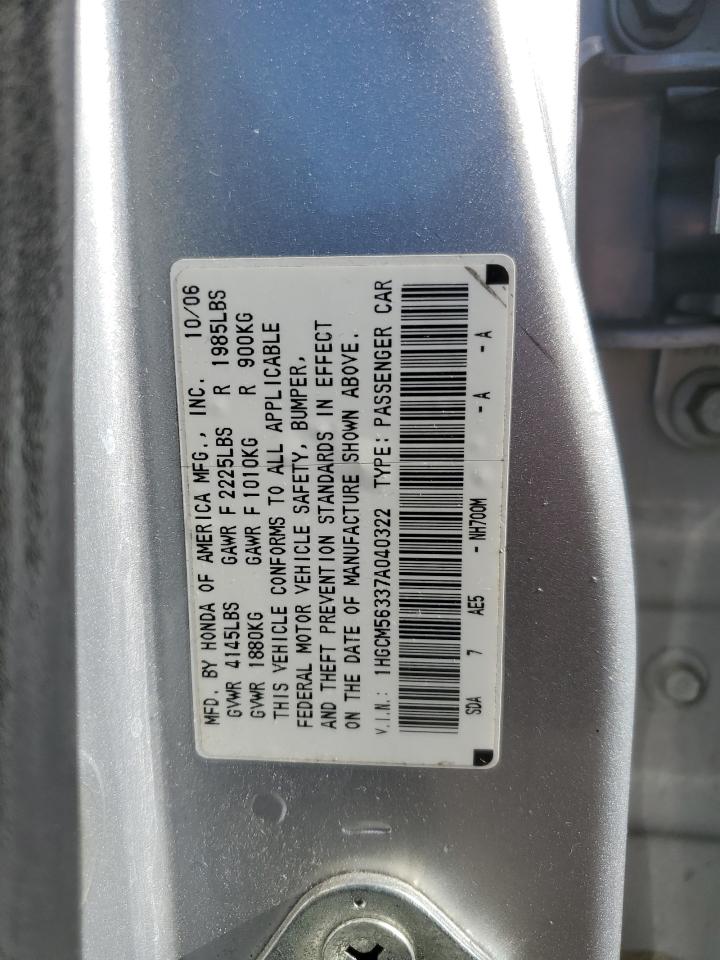 MFD. BY HONDA OF AMERICA MFG., INC. 10/06
GVWR 4145LBS GAWR F 2225LBS R 1985LBS
GVWR 1880KG GAWR F 1010KG R 900KG
THIS VEHICLE CONFORMS TO ALL APPLICABLE
FEDERAL MOTOR VEHICLE SAFETY, BUMPER,
AND THEFT PREVENTION STANDARDS IN EFFECT
ON THE DATE OF MANUFACTURE SHOWN ABOVE.
V.I.N.: 1HGCM56337A040322 TYPE: PASSENGER CAR
SDA 7 AE5 - NH700M - A - A